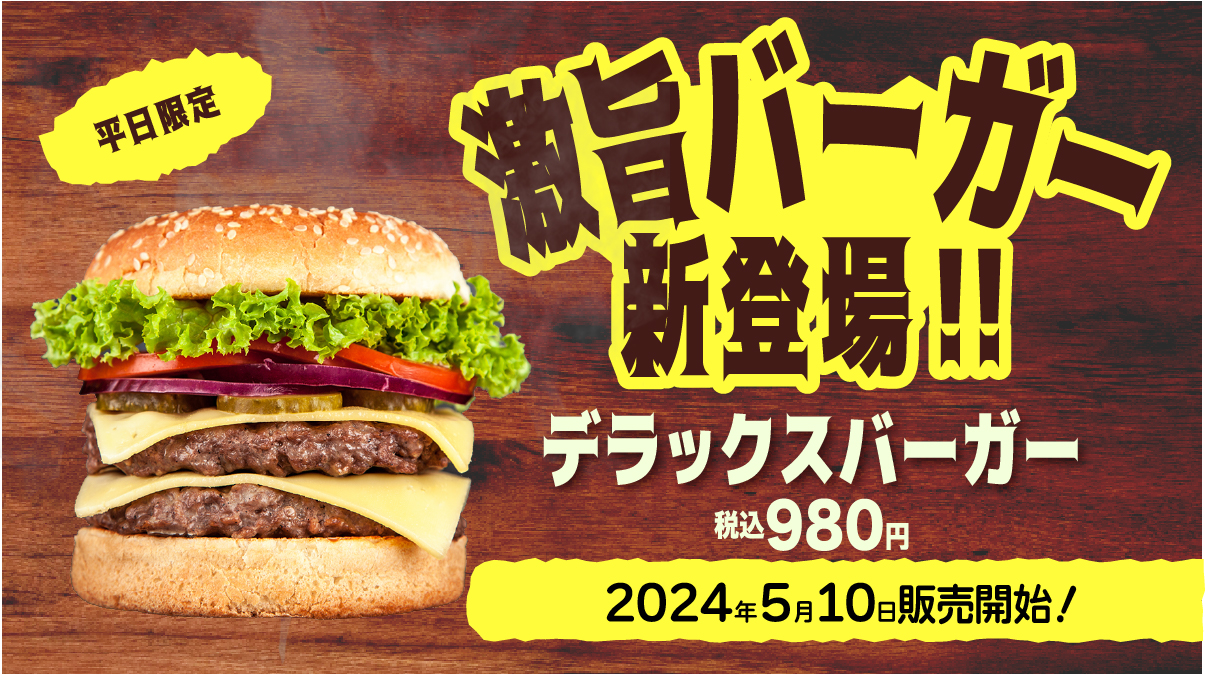 平日限定
激旨バーガー
新登場!!
デラックスバーガー
税込980円
2024年5月10日販売開始!